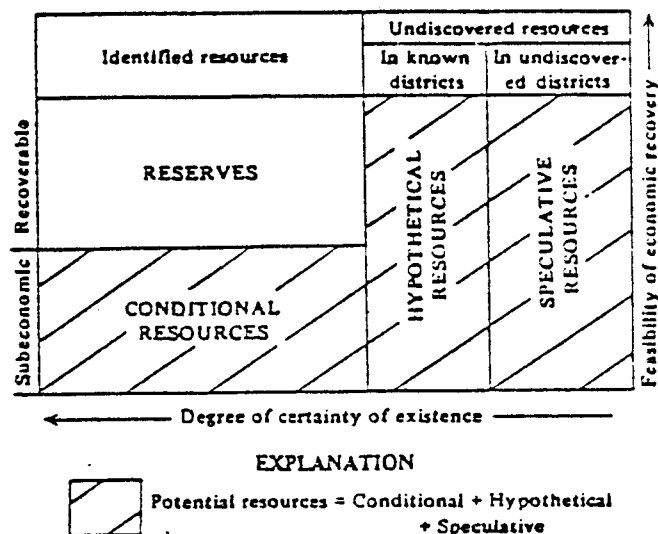 Identified resources
Undiscovered resources
In known
districts
In undiscover-
ed districts
Recoverable
RESERVES
Subeconomic
CONDITIONAL
RESOURCES
HYPOTHETICAL
RESOURCES
SPECULATIVE
RESOURCES
Feasibility of economic recovery
Degree of certainty of existence
EXPLANATION
Potential resources = Conditional + Hypothetical
+ Speculative